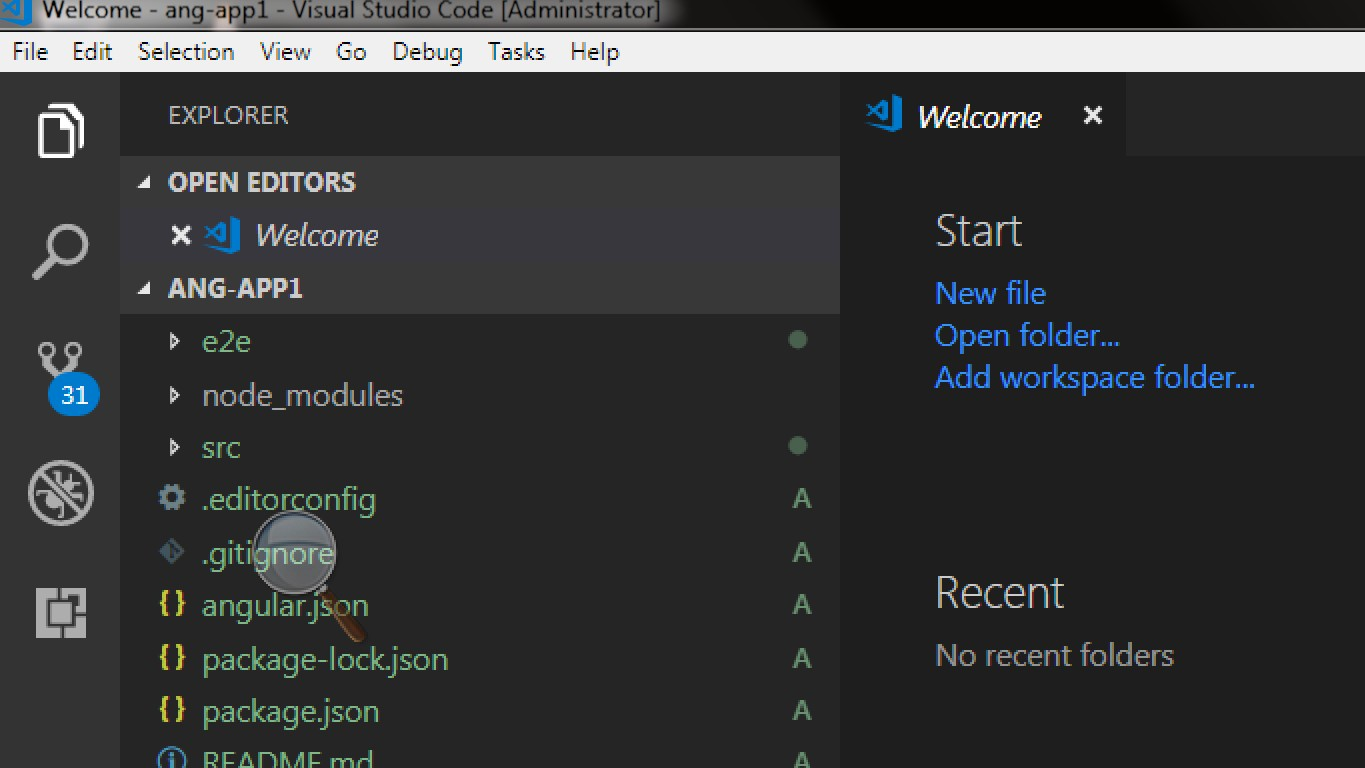 Welcome - ang-app1 - Visual Studio Code [Administrator]
File Edit Selection View Go Debug Tasks Help
EXPLORER
OPEN EDITORS
Welcome
ANG-APP1
e2e
node_modules
src
.editorconfig A
.gitignore A
angular.json A
package-lock.json A
package.json A
README.md A
31
Welcome
Start
New file
Open folder...
Add workspace folder...
Recent
No recent folders